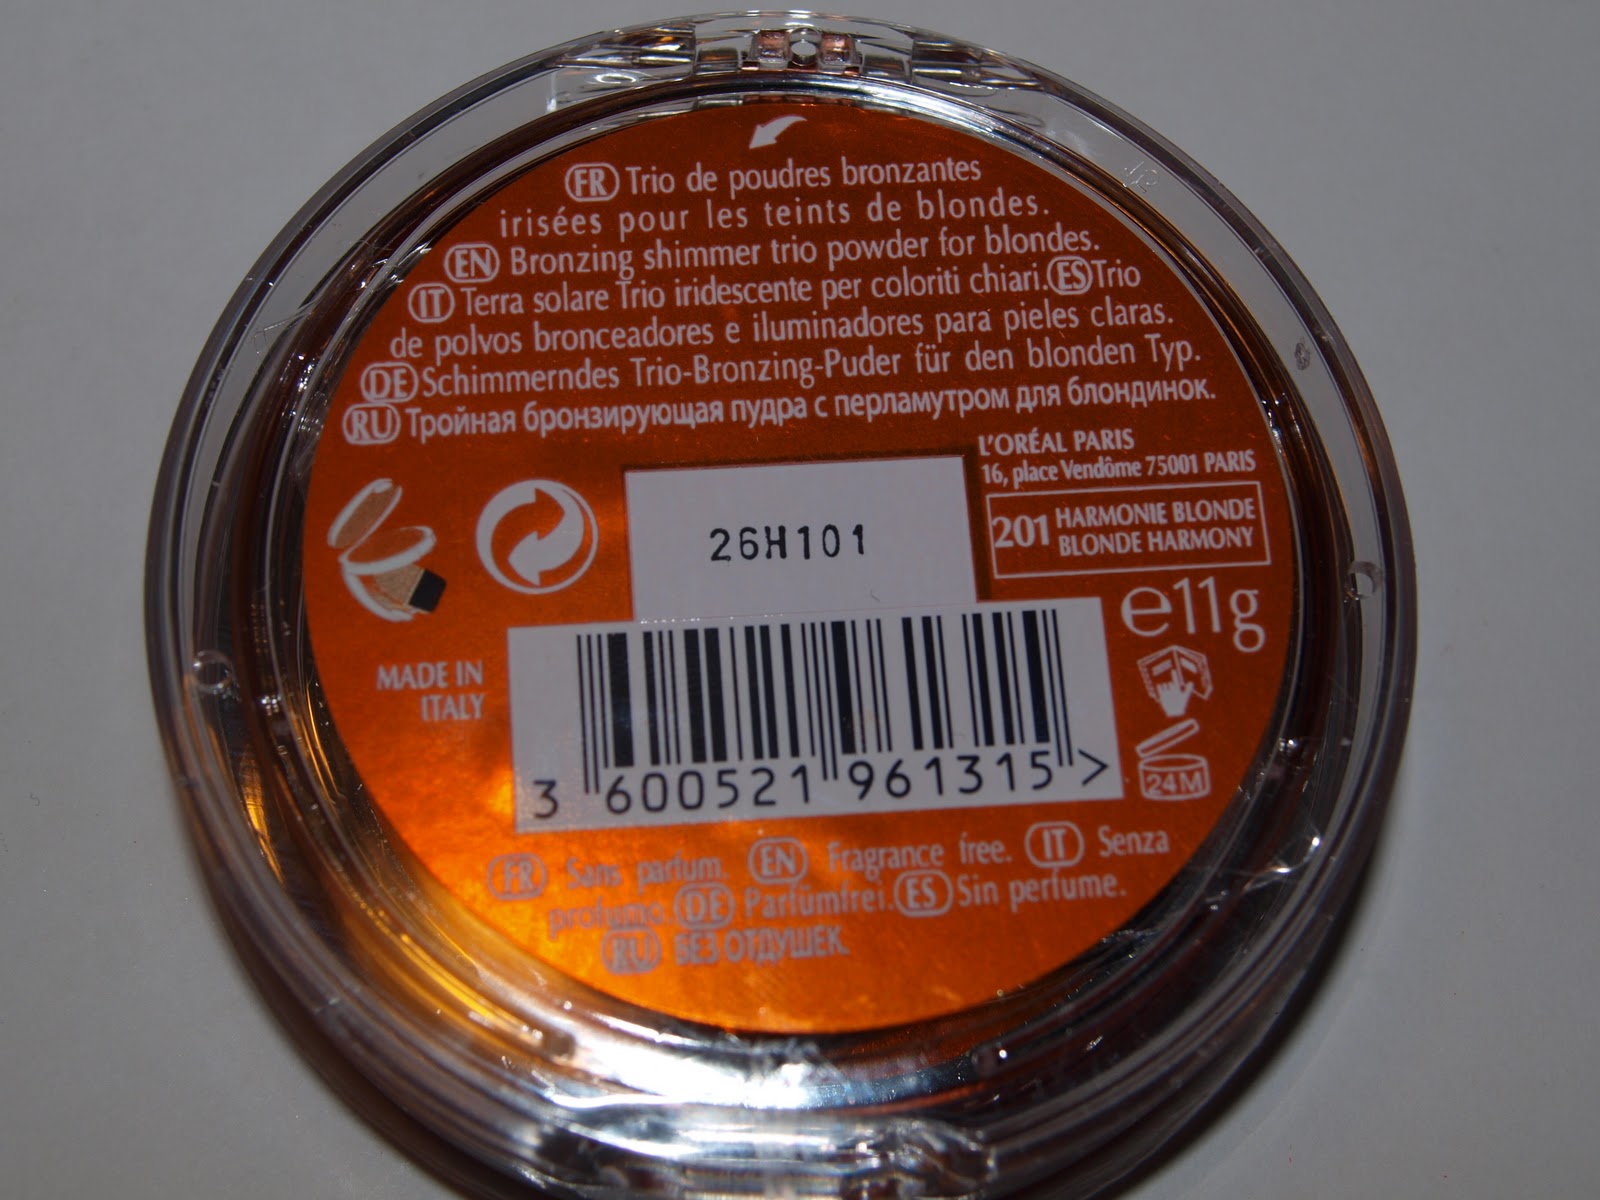 FR Trio de poudres bronzantes
irisées pour les teints de blondes.
EN Bronzing shimmer trio powder for blondes.
IT Terra solare Trio iridescente per coloriti chiari. ES Trio
de polvos bronceadores e iluminadores para pieles claras.
DE Schimmerndes Trio-Bronzing-Puder für den blonden Typ.
RU Тройная бронзирующая пудра с перламутром для блондинок.
L'ORÉAL PARIS
16, place Vendôme 75001 PARIS
201 HARMONIE BLONDE
BLONDE HARMONY
26H101
e11g
MADE IN
ITALY
24M
3 600521 961315 >
FR Sans parfum. EN Fragrance free. IT Senza
profumo. DE Parfümfrei. ES Sin perfume.
RU БЕЗ ОТДУШЕК.